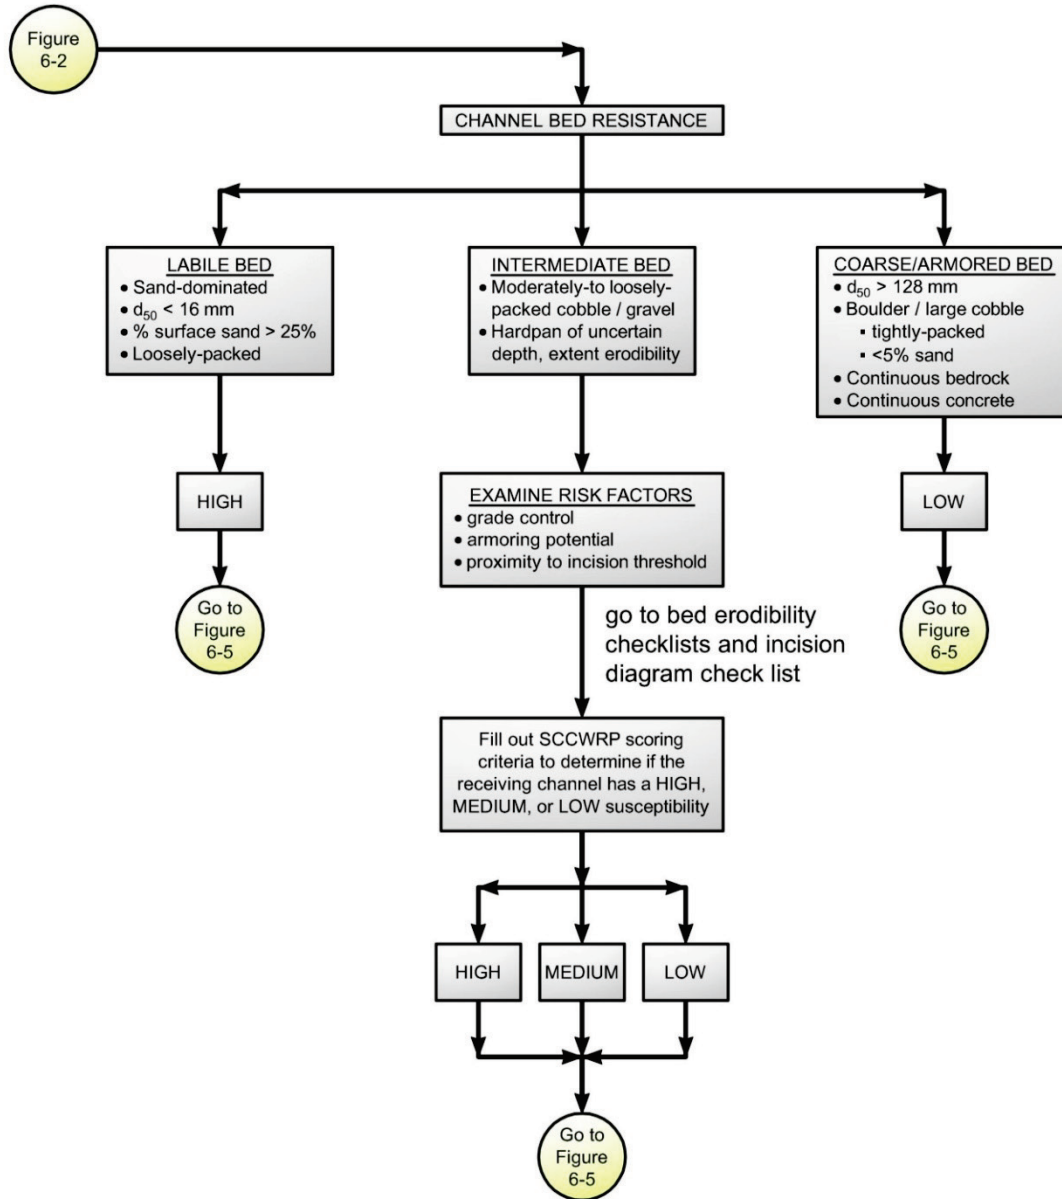 Figure
6-2
CHANNEL BED RESISTANCE
LABILE BED
• Sand-dominated
• d₅₀ < 16 mm
• % surface sand > 25%
• Loosely-packed
INTERMEDIATE BED
• Moderately-to loosely-
packed cobble / gravel
• Hardpan of uncertain
depth, extent erodibility
COARSE/ARMORED BED
• d₅₀ > 128 mm
• Boulder / large cobble
▪ tightly-packed
▪ <5% sand
• Continuous bedrock
• Continuous concrete
HIGH
EXAMINE RISK FACTORS
• grade control
• armoring potential
• proximity to incision threshold
LOW
Go to
Figure
6-5
go to bed erodibility
checklists and incision
diagram check list
Go to
Figure
6-5
Fill out SCCWRP scoring
criteria to determine if the
receiving channel has a HIGH,
MEDIUM, or LOW susceptibility
HIGH
MEDIUM
LOW
Go to
Figure
6-5